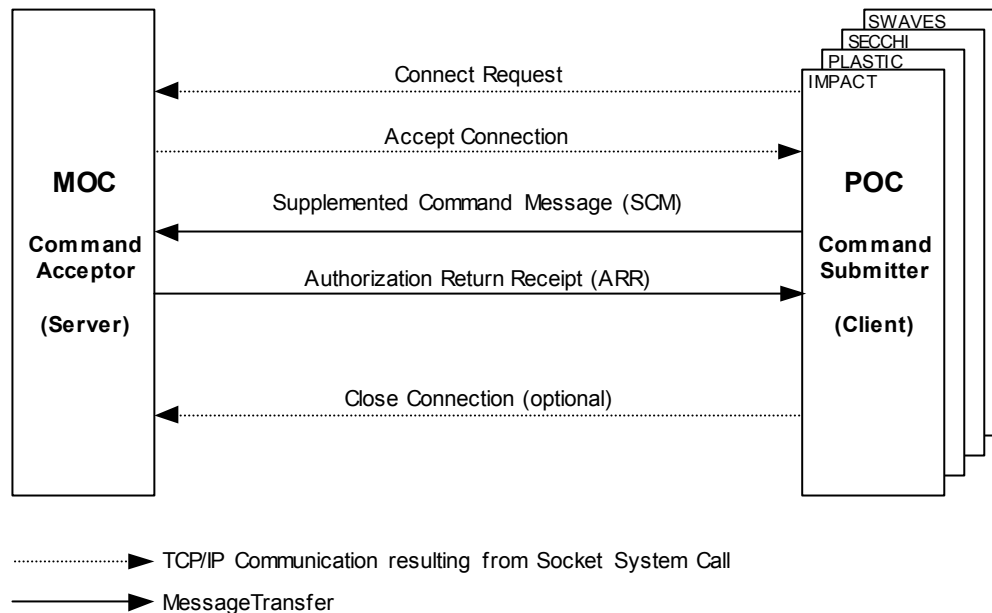 SWAVES
SECCHI
PLASTIC
IMPACT
Connect Request
Accept Connection
MOC
POC
Supplemented Command Message (SCM)
Command
Acceptor
Command
Submitter
Authorization Return Receipt (ARR)
(Server)
(Client)
Close Connection (optional)
TCP/IP Communication resulting from Socket System Call
MessageTransfer